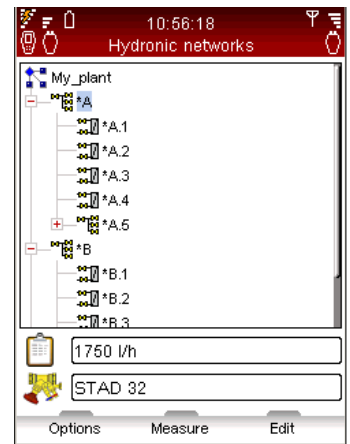 10:56:18
Hydronic networks
My_plant
*A
*A.1
*A.2
*A.3
*A.4
*A.5
*B
*B.1
*B.2
*B.3
1750 l/h
STAD 32
Options Measure Edit